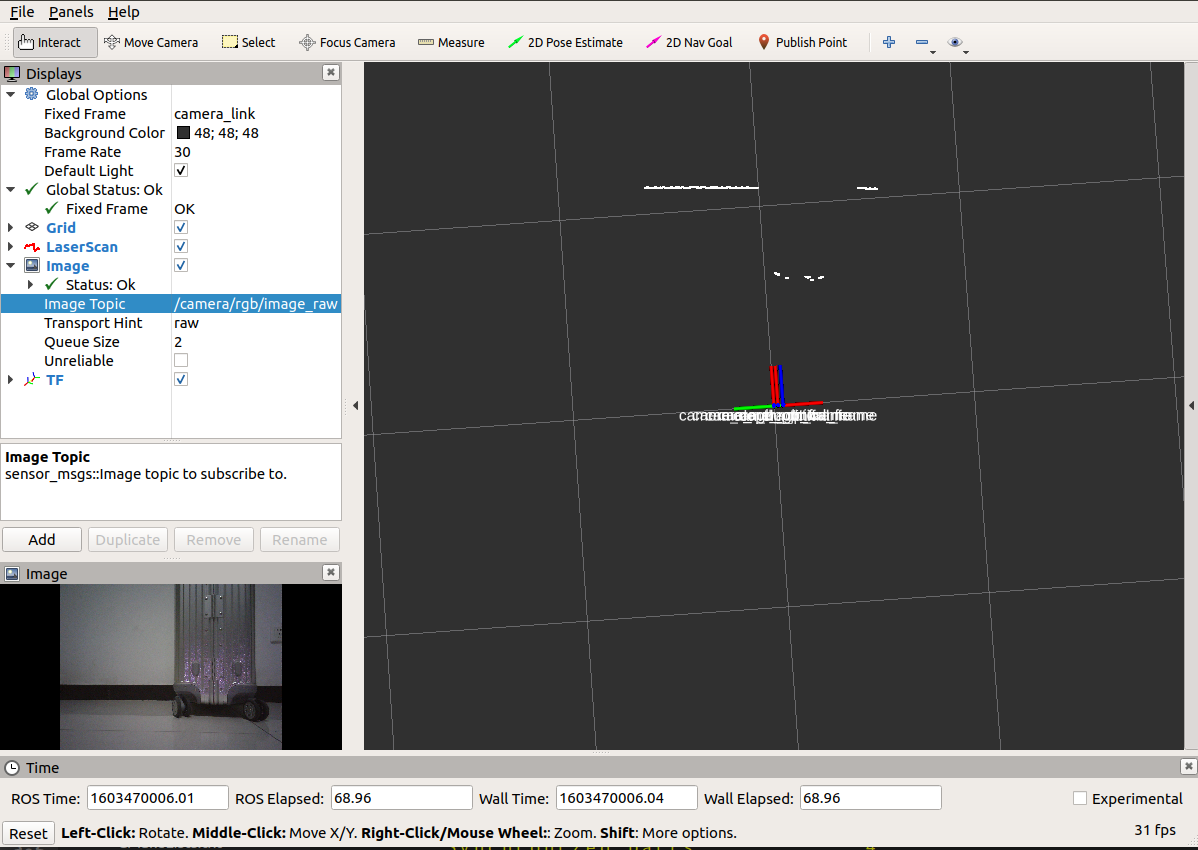 File Panels Help
Interact Move Camera Select Focus Camera Measure 2D Pose Estimate 2D Nav Goal Publish Point
Displays
Global Options
Fixed Frame camera_link
Background Color 48; 48; 48
Frame Rate 30
Default Light
Global Status: Ok
Fixed Frame OK
Grid
LaserScan
Image
Status: Ok
Image Topic /camera/rgb/image_raw
Transport Hint raw
Queue Size 2
Unreliable
TF
Image Topic
sensor_msgs::Image topic to subscribe to.
Add Duplicate Remove Rename
Image
Time
ROS Time: 1603470006.01 ROS Elapsed: 68.96 Wall Time: 1603470006.04 Wall Elapsed: 68.96 Experimental
Reset Left-Click: Rotate. Middle-Click: Move X/Y. Right-Click/Mouse Wheel:: Zoom. Shift: More options. 31 fps